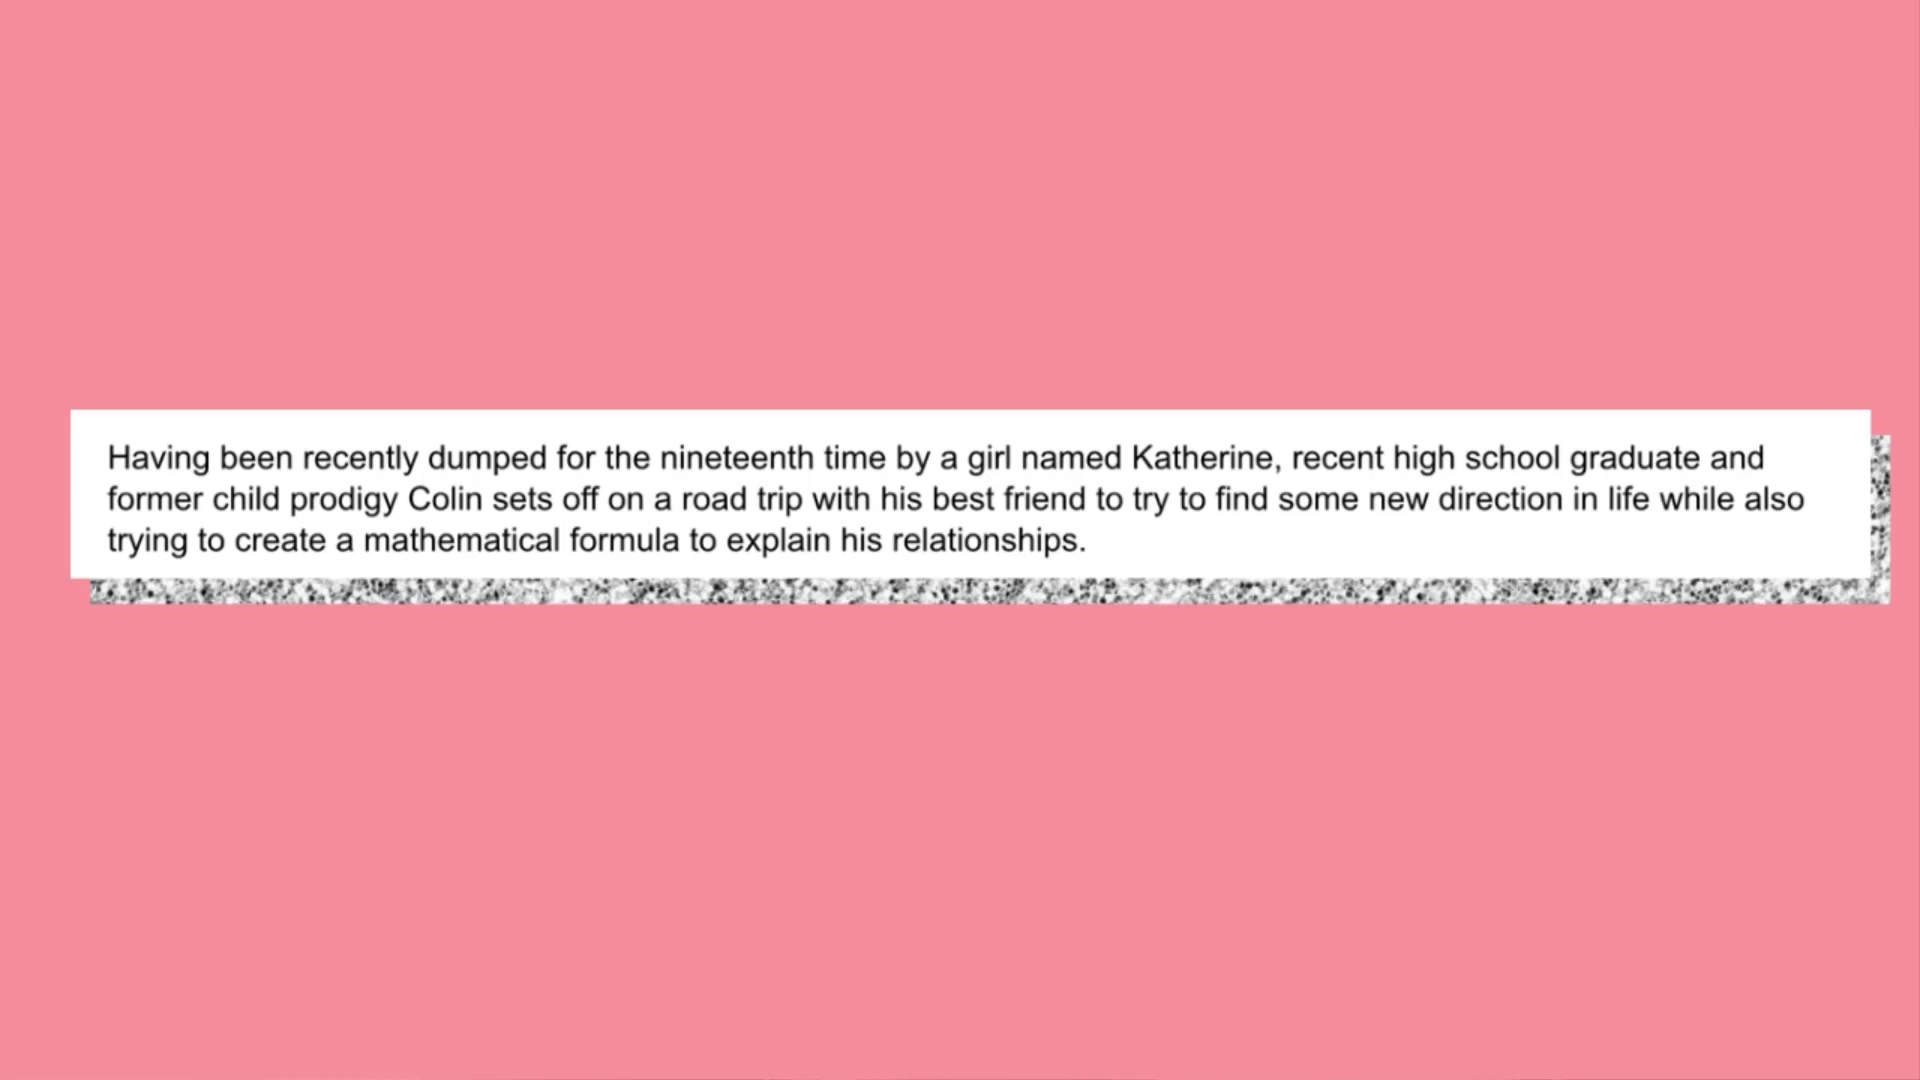 Having been recently dumped for the nineteenth time by a girl named Katherine, recent high school graduate and
former child prodigy Colin sets off on a road trip with his best friend to try to find some new direction in life while also
trying to create a mathematical formula to explain his relationships.